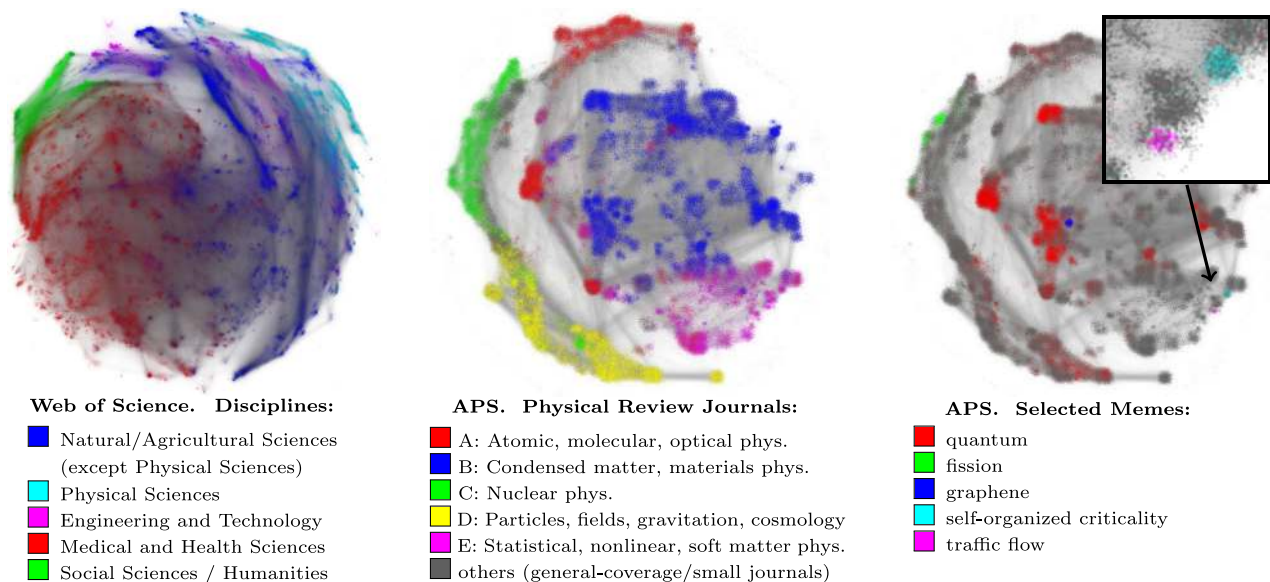 Web of Science. Disciplines:
Natural/Agricultural Sciences
(except Physical Sciences)
Physical Sciences
Engineering and Technology
Medical and Health Sciences
Social Sciences / Humanities
APS. Physical Review Journals:
A: Atomic, molecular, optical phys.
B: Condensed matter, materials phys.
C: Nuclear phys.
D: Particles, fields, gravitation, cosmology
E: Statistical, nonlinear, soft matter phys.
others (general-coverage/small journals)
APS. Selected Memes:
quantum
fission
graphene
self-organized criticality
traffic flow